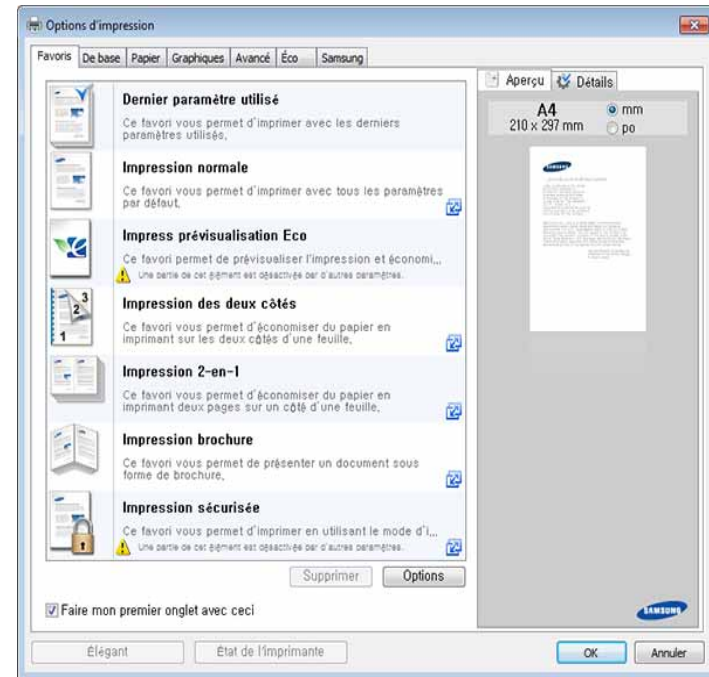 Options d'impression
Favoris De base Papier Graphiques Avancé Éco Samsung
Dernier paramètre utilisé
Ce favori vous permet d'imprimer avec les derniers
paramètres utilisés,
Impression normale
Ce favori vous permet d'imprimer avec tous les paramètres
par défaut,
Impress prévisualisation Eco
Ce favori permet de prévisualiser l'impression et économi...
Une partie de cet élément est désactivée par d'autres paramètres.
Impression des deux côtés
Ce favori vous permet d'économiser du papier en
imprimant sur les deux côtés d'une feuille,
Impression 2-en-1
Ce favori vous permet d'économiser du papier en
imprimant deux pages sur un côté d'une feuille,
Impression brochure
Ce favori vous permet de présenter un document sous
forme de brochure,
Impression sécurisée
Ce favori vous permet d'imprimer en utilisant le mode d'i...
Une partie de cet élément est désactivée par d'autres paramètres.
Supprimer Options
Faire mon premier onglet avec ceci
Aperçu Détails
A4
210 x 297 mm
mm
po
SAMSUNG
Élégant État de l'imprimante OK Annuler